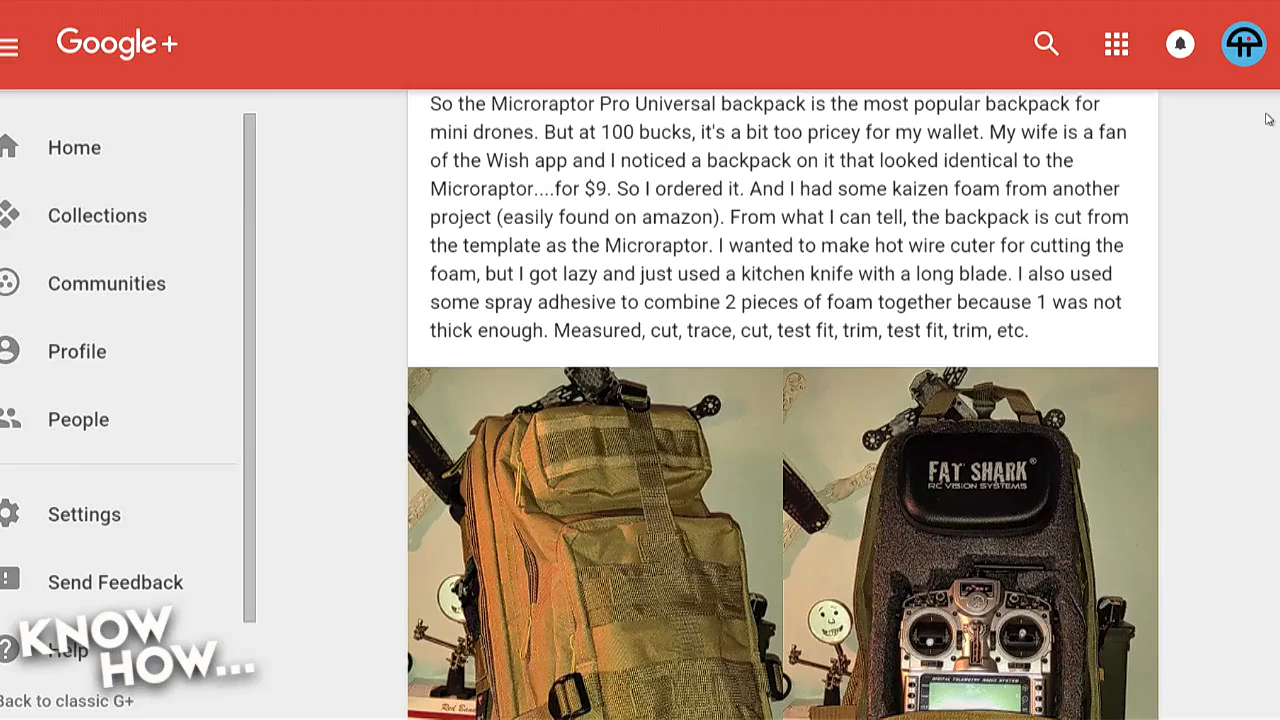 Google+
So the Microraptor Pro Universal backpack is the most popular backpack for
mini drones. But at 100 bucks, it's a bit too pricey for my wallet. My wife is a fan
of the Wish app and I noticed a backpack on it that looked identical to the
Microraptor....for $9. So I ordered it. And I had some kaizen foam from another
project (easily found on amazon). From what I can tell, the backpack is cut from
the template as the Microraptor. I wanted to make hot wire cuter for cutting the
foam, but I got lazy and just used a kitchen knife with a long blade. I also used
some spray adhesive to combine 2 pieces of foam together because 1 was not
thick enough. Measured, cut, trace, cut, test fit, trim, test fit, trim, etc.
Home
Collections
Communities
Profile
People
Settings
Send Feedback
Help
Back to classic G+
KNOW
HOW...
FAT SHARK®
RC VISION SYSTEMS
DIGITAL TELEMETRY RADIO SYSTEM